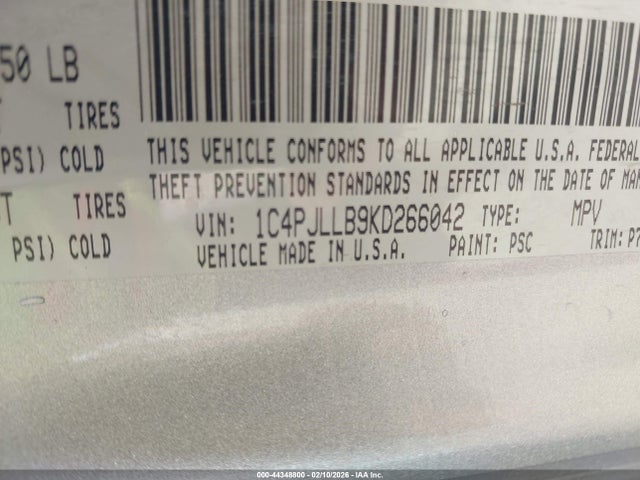 50 LB
TIRES
PSI) COLD
TIRES
PSI) COLD
THIS VEHICLE CONFORMS TO ALL APPLICABLE U.S.A. FEDERAL
THEFT PREVENTION STANDARDS IN EFFECT ON THE DATE OF MAN
VIN: 1C4PJLLB9KD266042 TYPE: MPV
VEHICLE MADE IN U.S.A. PAINT: PSC TRIM: P7
000-44348800 - 02/10/2026 - IAA Inc.